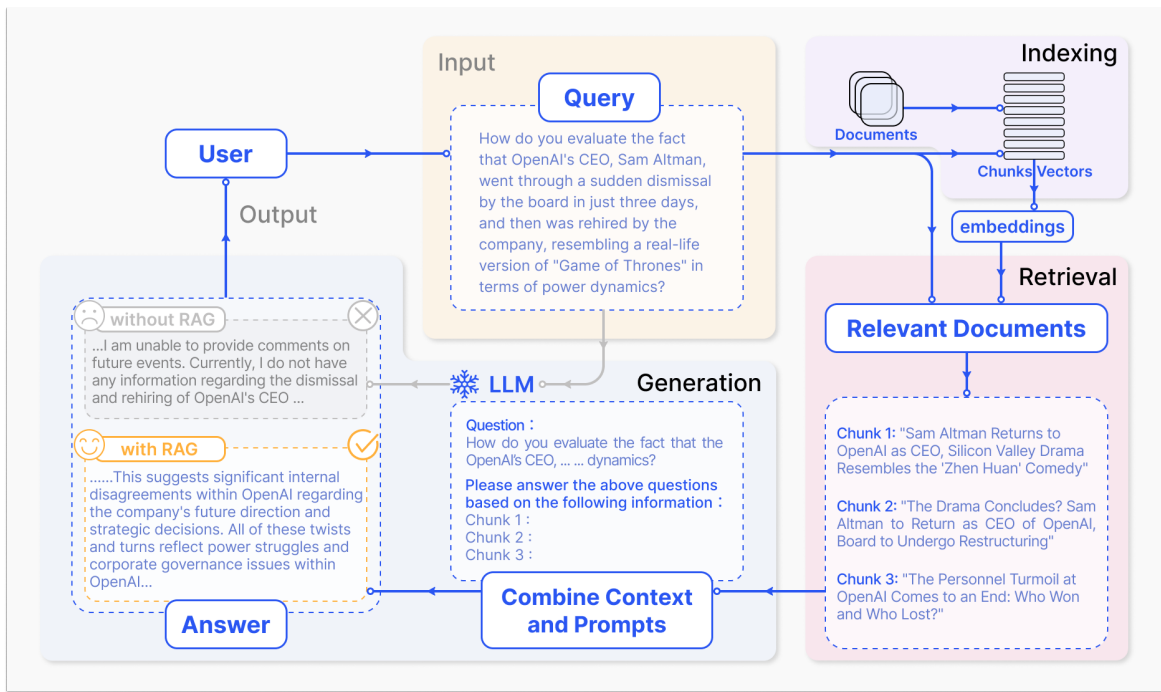 Input
Query
How do you evaluate the fact
that OpenAI's CEO, Sam Altman,
went through a sudden dismissal
by the board in just three days,
and then was rehired by the
company, resembling a real-life
version of "Game of Thrones" in
terms of power dynamics?
Indexing
Documents
Chunks Vectors
embeddings
User
Output
Retrieval
Relevant Documents
Chunk 1: "Sam Altman Returns to
OpenAI as CEO, Silicon Valley Drama
Resembles the 'Zhen Huan' Comedy"
Chunk 2: "The Drama Concludes? Sam
Altman to Return as CEO of OpenAI,
Board to Undergo Restructuring"
Chunk 3: "The Personnel Turmoil at
OpenAI Comes to an End: Who Won
and Who Lost?"
Generation
LLM
Question :
How do you evaluate the fact that the
OpenAI's CEO, ... ... dynamics?
Please answer the above questions
based on the following information :
Chunk 1 :
Chunk 2 :
Chunk 3 :
Combine Context
and Prompts
without RAG
...I am unable to provide comments on
future events. Currently, I do not have
any information regarding the dismissal
and rehiring of OpenAI's CEO ...
with RAG
......This suggests significant internal
disagreements within OpenAI regarding
the company's future direction and
strategic decisions. All of these twists
and turns reflect power struggles and
corporate governance issues within
OpenAI...
Answer